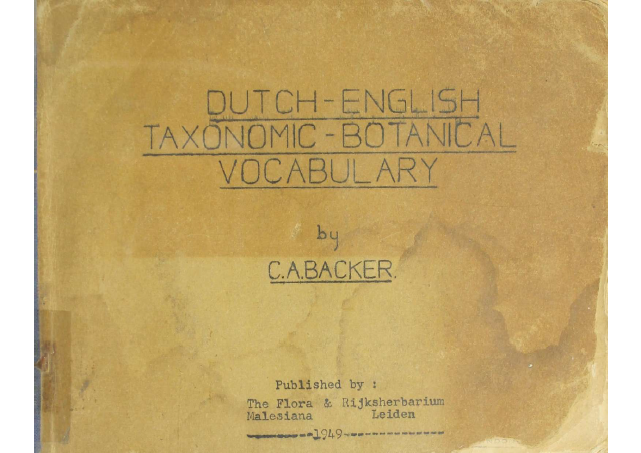 DUTCH-ENGLISH
TAXONOMIC-BOTANICAL
VOCABULARY
by
C.A.BACKER.
Published by :
The Flora & Rijksherbarium
Malesiana Leiden
1949